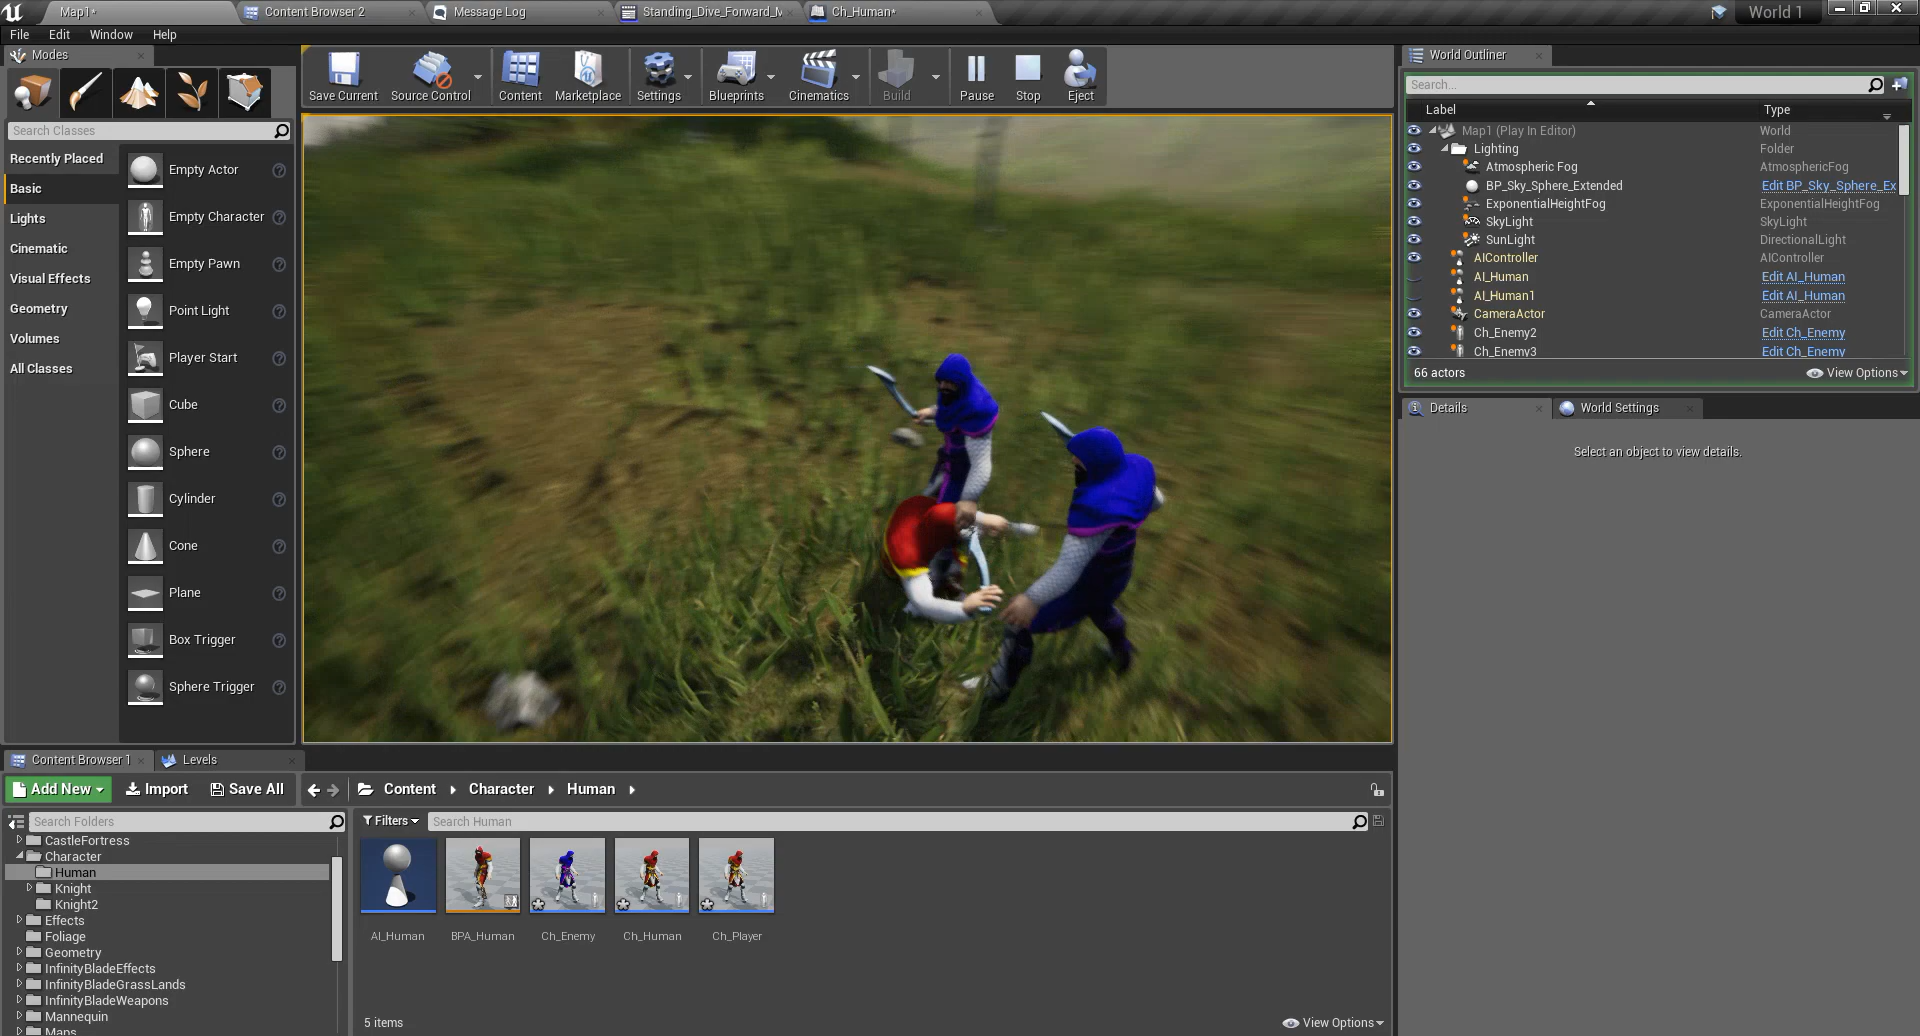 Map1*
Content Browser 2
Message Log
Standing_Dive_Forward_M
Ch_Human*
World 1
File
Edit
Window
Help
Modes
Search Classes
Recently Placed
Basic
Lights
Cinematic
Visual Effects
Geometry
Volumes
All Classes
Empty Actor
Empty Character
Empty Pawn
Point Light
Player Start
Cube
Sphere
Cylinder
Cone
Plane
Box Trigger
Sphere Trigger
Save Current
Source Control
Content
Marketplace
Settings
Blueprints
Cinematics
Build
Pause
Stop
Eject
World Outliner
Search...
Label
Type
Map1 (Play In Editor)
World
Lighting
Folder
Atmospheric Fog
AtmosphericFog
BP_Sky_Sphere_Extended
Edit BP_Sky_Sphere_Ex
ExponentialHeightFog
ExponentialHeightFog
SkyLight
SkyLight
SunLight
DirectionalLight
AIController
AIController
AI_Human
Edit AI_Human
AI_Human1
Edit AI_Human
CameraActor
CameraActor
Ch_Enemy2
Edit Ch_Enemy
Ch_Enemy3
Edit Ch_Enemy
66 actors
View Options
Details
World Settings
Select an object to view details.
Content Browser 1
Levels
Add New
Import
Save All
Content
Character
Human
Search Folders
CastleFortress
Character
Human
Knight
Knight2
Effects
Foliage
Geometry
InfinityBladeEffects
InfinityBladeGrassLands
InfinityBladeWeapons
Mannequin
Maps
Filters
Search Human
AI_Human
BPA_Human
Ch_Enemy
Ch_Human
Ch_Player
5 items
View Options